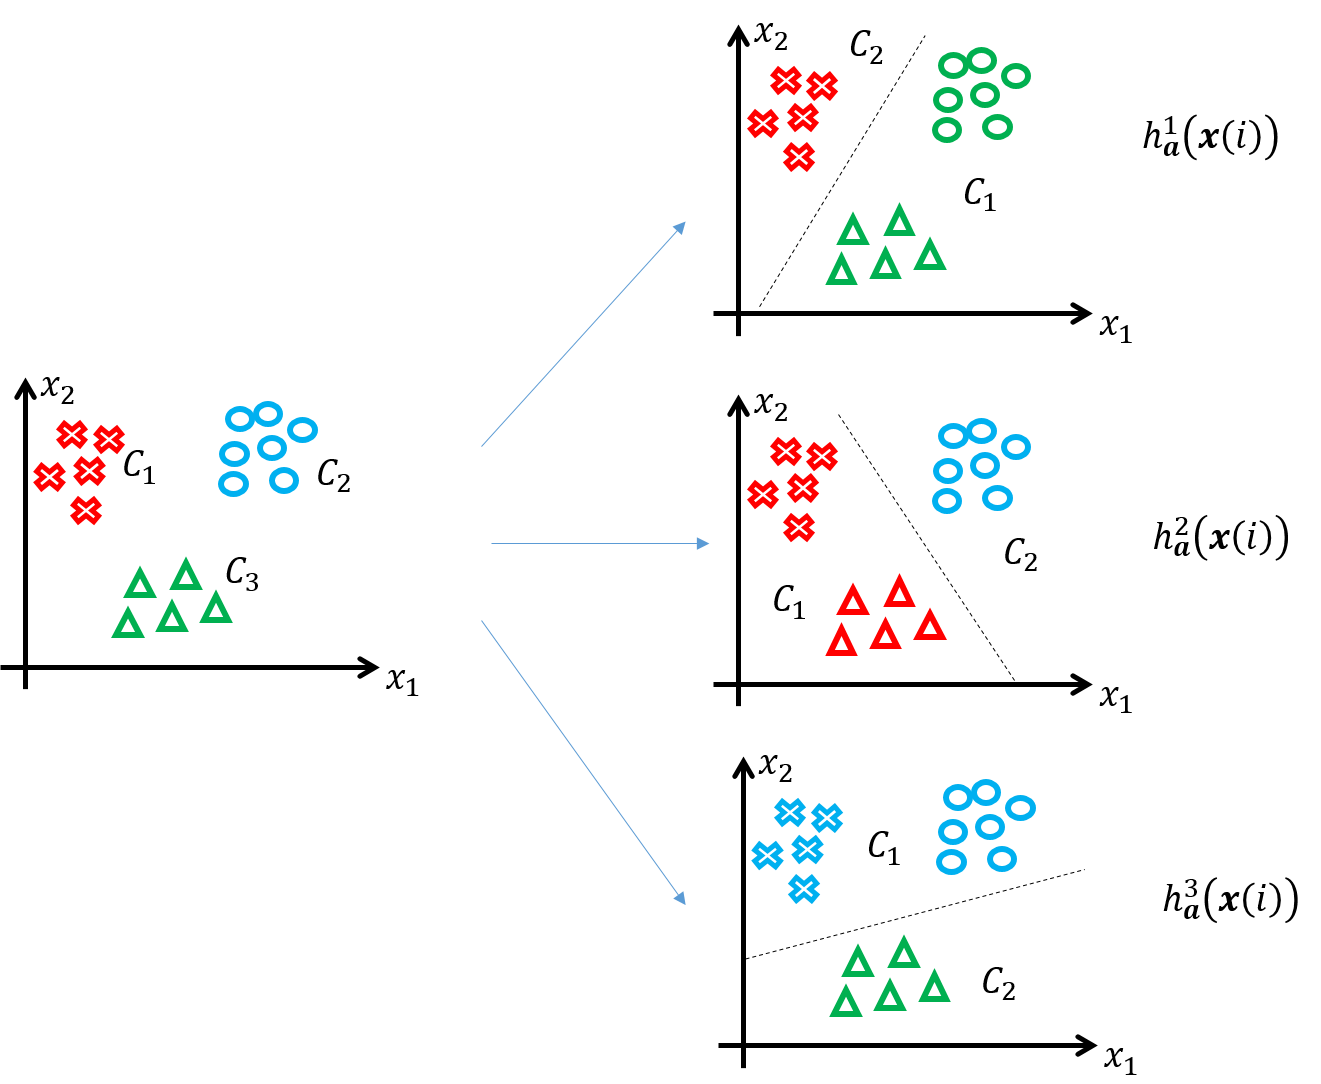 x₂
C₁
C₂
C₃
x₁
x₂
C₂
C₁
x₁
h¹ₐ(x(i))
x₂
C₂
C₁
x₁
h²ₐ(x(i))
x₂
C₁
C₂
x₁
h³ₐ(x(i))